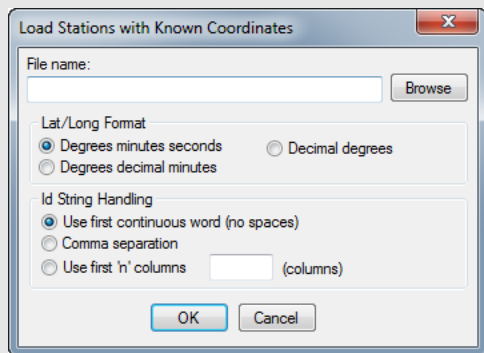 Load Stations with Known Coordinates
File name:
Browse
Lat/Long Format
Degrees minutes seconds Decimal degrees
Degrees decimal minutes
Id String Handling
Use first continuous word (no spaces)
Comma separation
Use first 'n' columns (columns)
OK Cancel